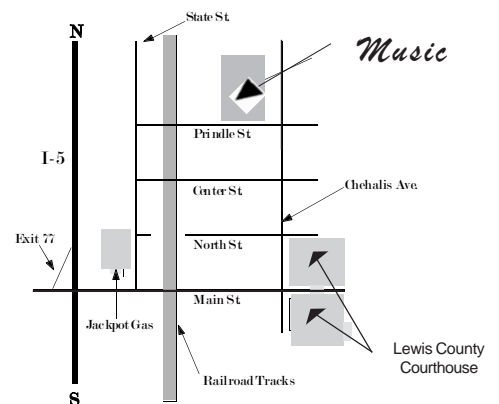 N
State St.
Music
Prindle St.
I-5
Center St.
Chehalis Ave.
Exit 77
North St.
Main St.
Jackpot Gas
Lewis County
Courthouse
Railroad Tracks
S